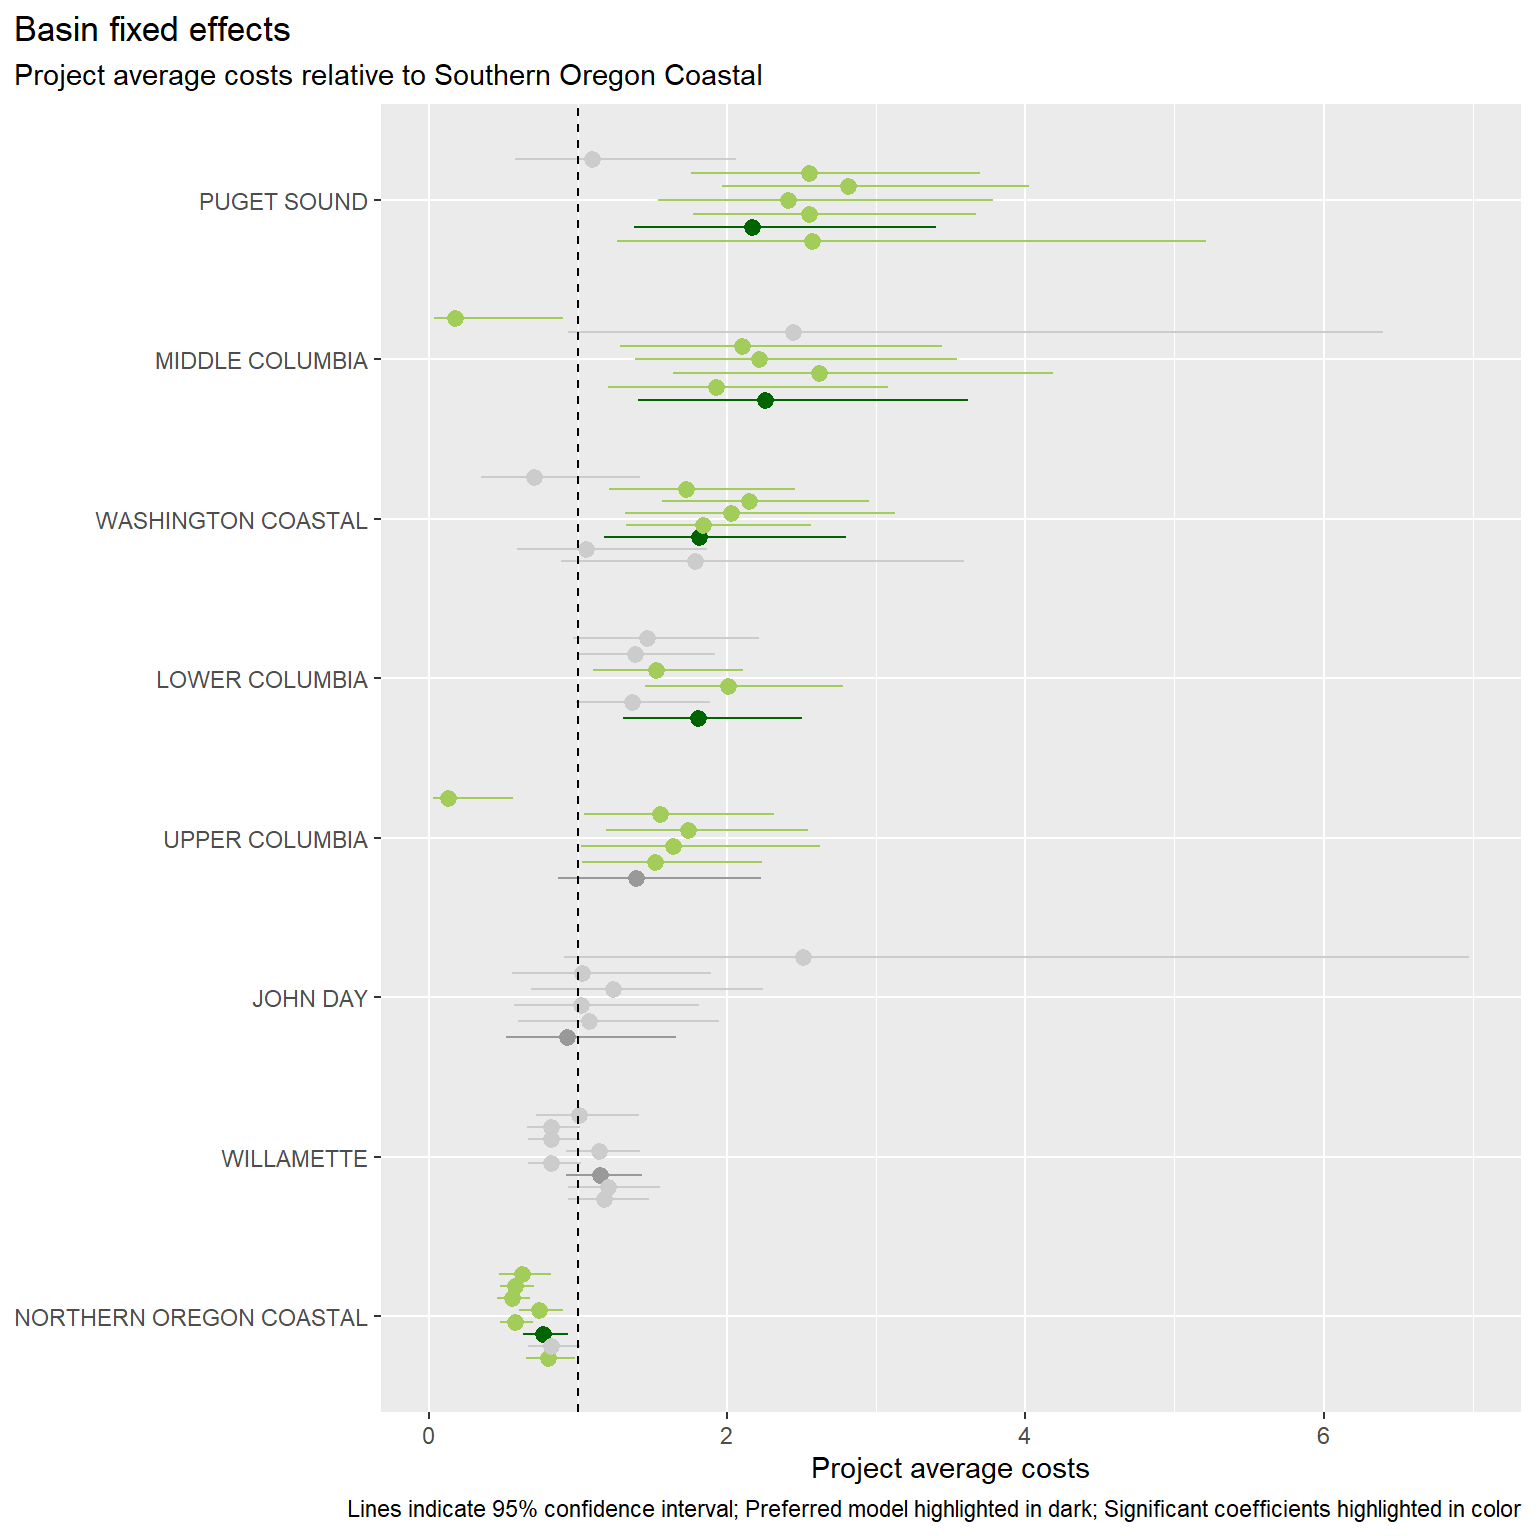 Basin fixed effects
Project average costs relative to Southern Oregon Coastal
PUGET SOUND
MIDDLE COLUMBIA
WASHINGTON COASTAL
LOWER COLUMBIA
UPPER COLUMBIA
JOHN DAY
WILLAMETTE
NORTHERN OREGON COASTAL
0 2 4 6
Project average costs
Lines indicate 95% confidence interval; Preferred model highlighted in dark; Significant coefficients highlighted in color